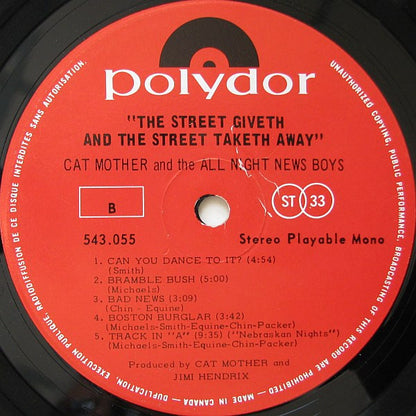 polydor
"THE STREET GIVETH
AND THE STREET TAKETH AWAY"
CAT MOTHER and the ALL NIGHT NEWS BOYS
B
ST 33
543.055
Stereo Playable Mono
1. CAN YOU DANCE TO IT? (4:54)
(Smith)
2. BRAMBLE BUSH (5:00)
(Michaels)
3. BAD NEWS (3:09)
(Chin - Equine)
4. BOSTON BURGLAR (3:42)
(Michaels-Smith-Equine-Chin-Packer)
5. TRACK IN "A" (9:35) ("Nebraskan Nights")
(Michaels-Smith-Equine-Chin-Packer)
Produced by CAT MOTHER and
JIMI HENDRIX
UNAUTHORIZED COPYING, PUBLIC PERFORMANCE, BROADCASTING OF THIS RECORD ARE PROHIBITED — MADE IN CANADA — DUPLICATION, EXECUTION PUBLIQUE, RADIODIFFUSION DE CE DISQUE INTERDITES SANS AUTORISATION.